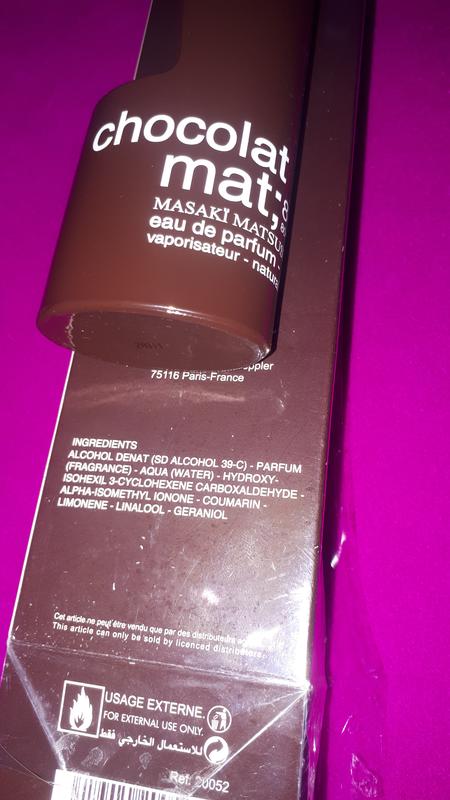 chocolat
mat;
MASAKÏ
eau de parfum -
vaporisateur -
75116 Paris-France
INGREDIENTS
ALCOHOL DENAT (SD ALCOHOL 39-C) - PARFUM
(FRAGRANCE) - AQUA (WATER) - HYDROXY-
ISOHEXIL 3-CYCLOHEXENE CARBOXALDEHYDE -
ALPHA-ISOMETHYL IONONE - COUMARIN -
LIMONENE - LINALOOL - GERANIOL
Cet article ne peut être vendu que par des distributeurs
This article can only be sold by licenced distributors.
USAGE EXTERNE.
FOR EXTERNAL USE ONLY.
للاستعمال الخارجي فقط
Ref: 20052